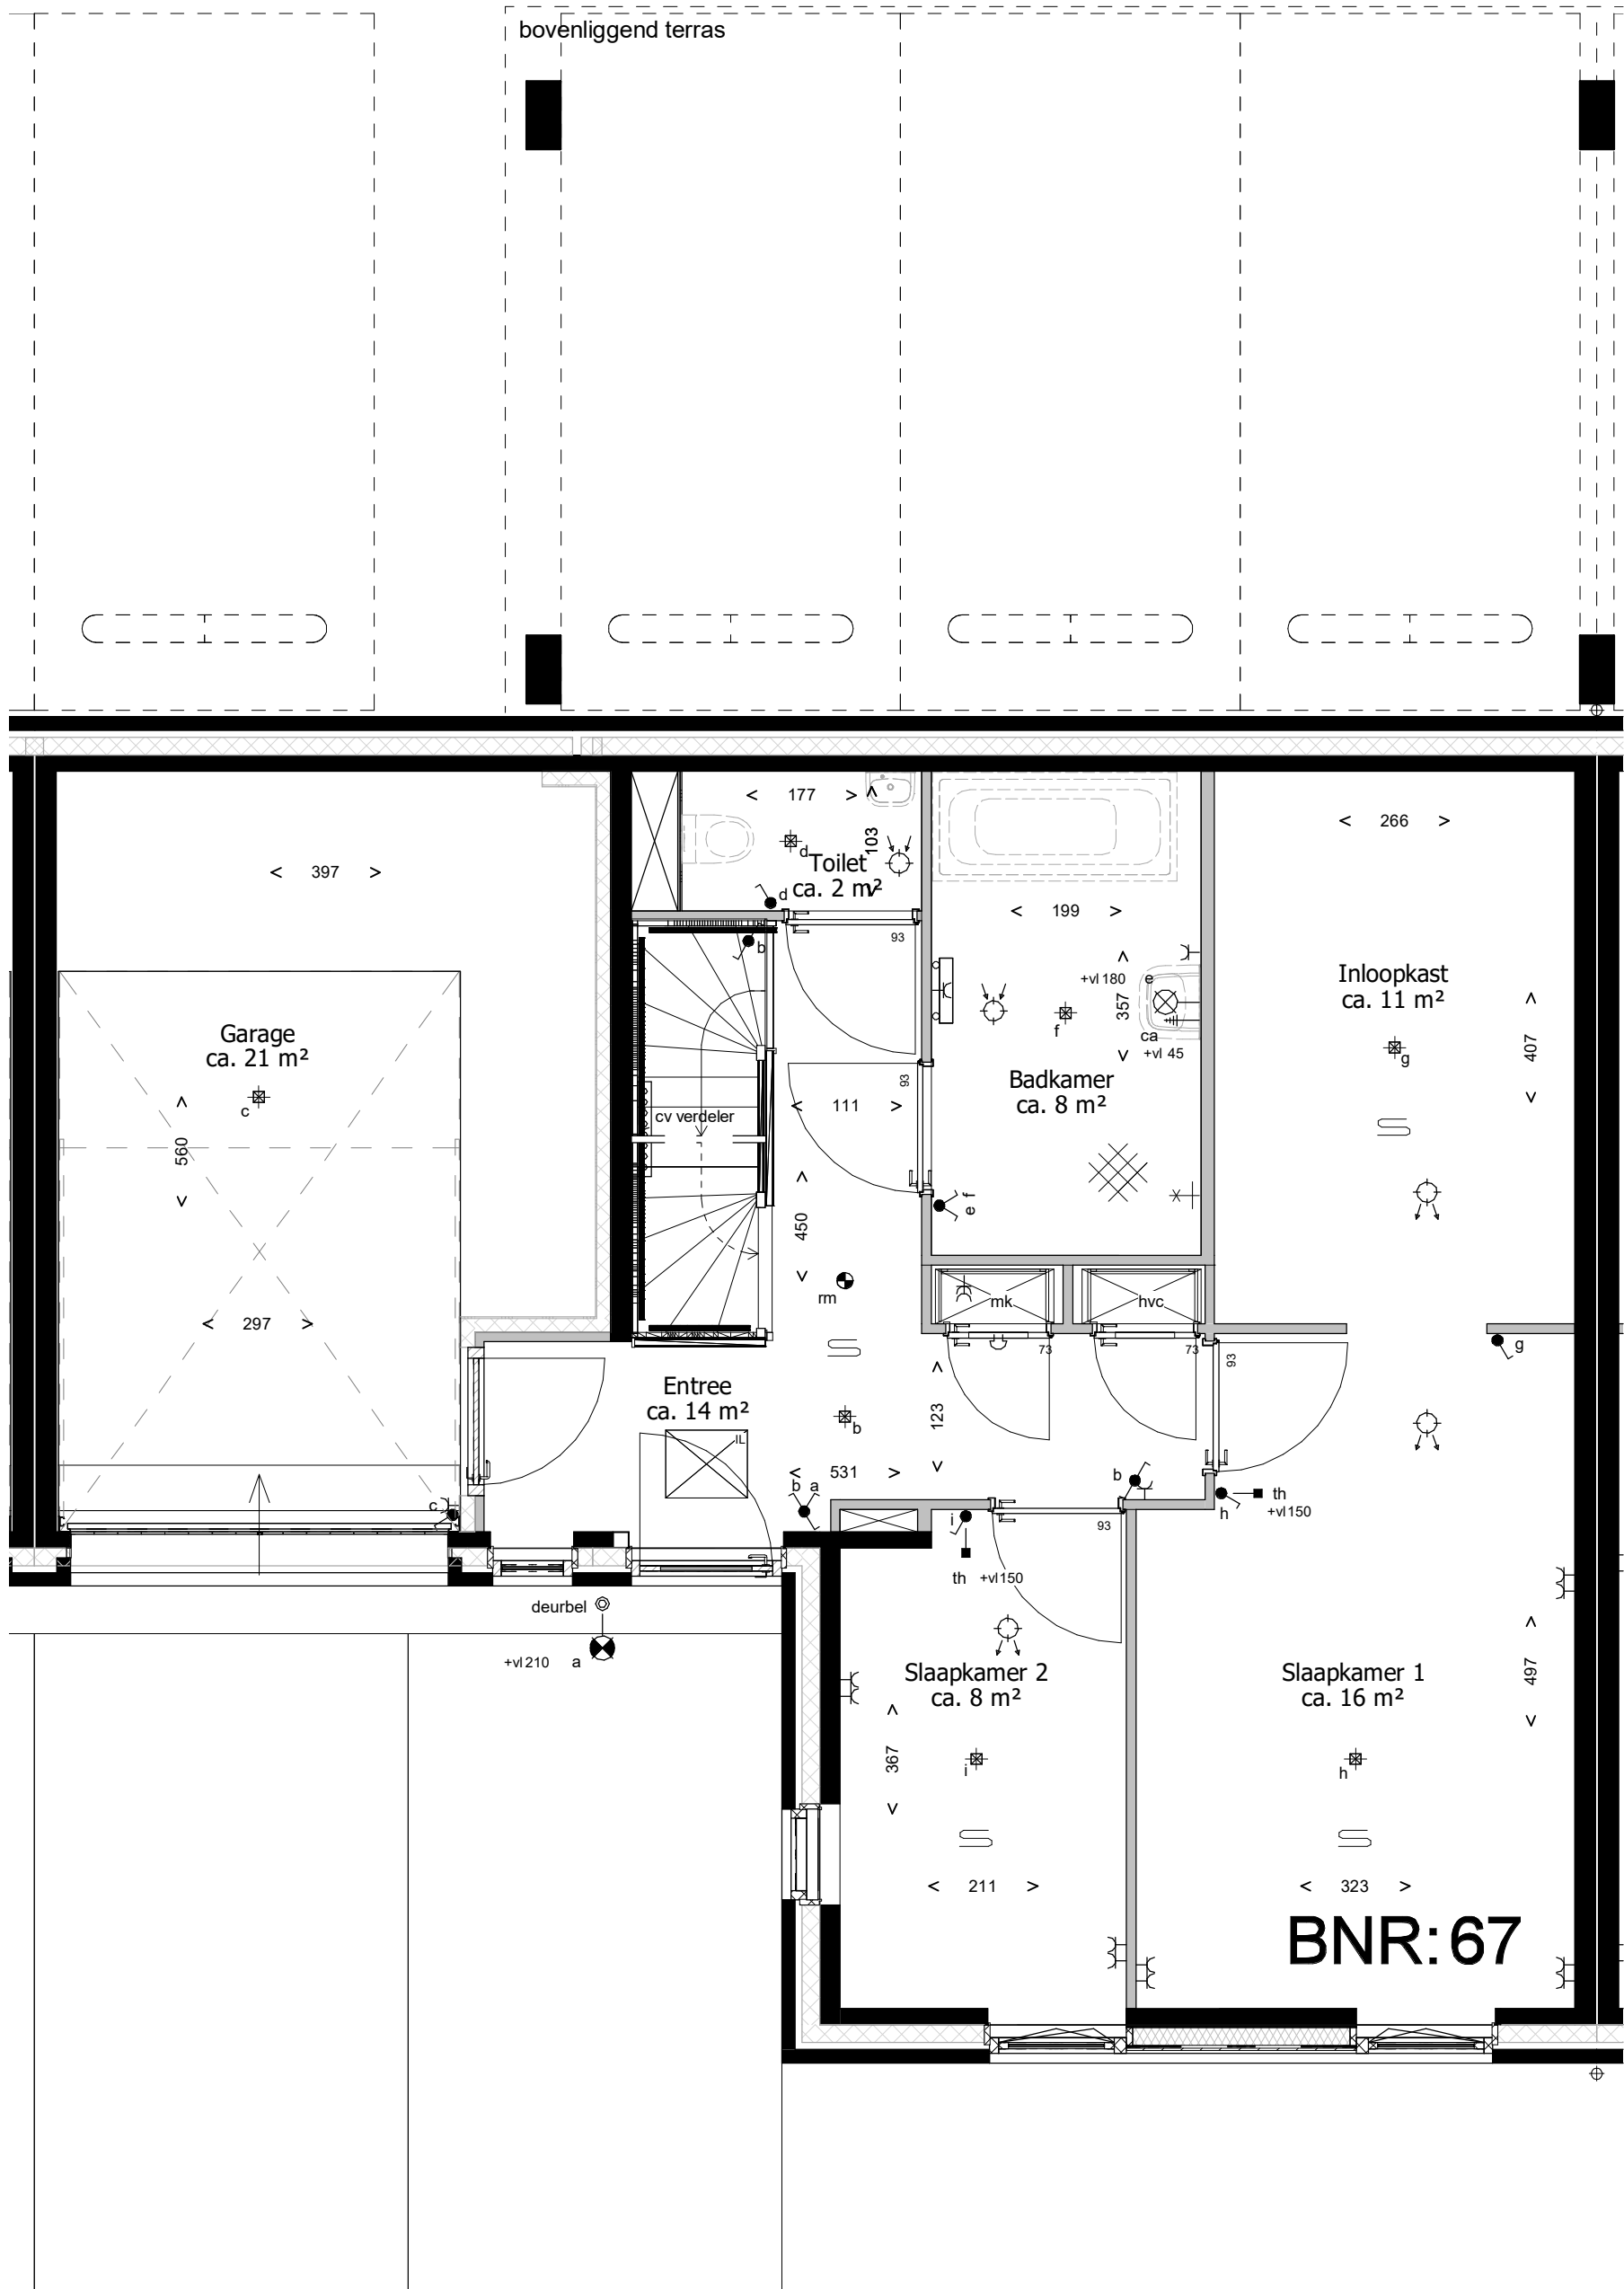 bovenliggend terras
< 177 >
< 103 >
d
Toilet
ca. 2 m²
d
< 397 >
< 266 >
93
< 199 >
b
Inloopkast
ca. 11 m²
+vl 180 e
< 357 >
f
ca
+vl 45
Garage
ca. 21 m²
c
< 407 >
g
Badkamer
ca. 8 m²
93
< 111 >
cv verdeler
< 560 >
e f
< 450 >
rm
mk
hvc
< 297 >
73
73
93
g
Entree
ca. 14 m²
< 123 >
b
IL
< 531 >
b a
b
c
i
93
h
th
+vl 150
th +vl 150
deurbel
+vl 210 a
Slaapkamer 2
ca. 8 m²
Slaapkamer 1
ca. 16 m²
< 497 >
< 367 >
i
h
< 211 >
< 323 >
BNR: 67